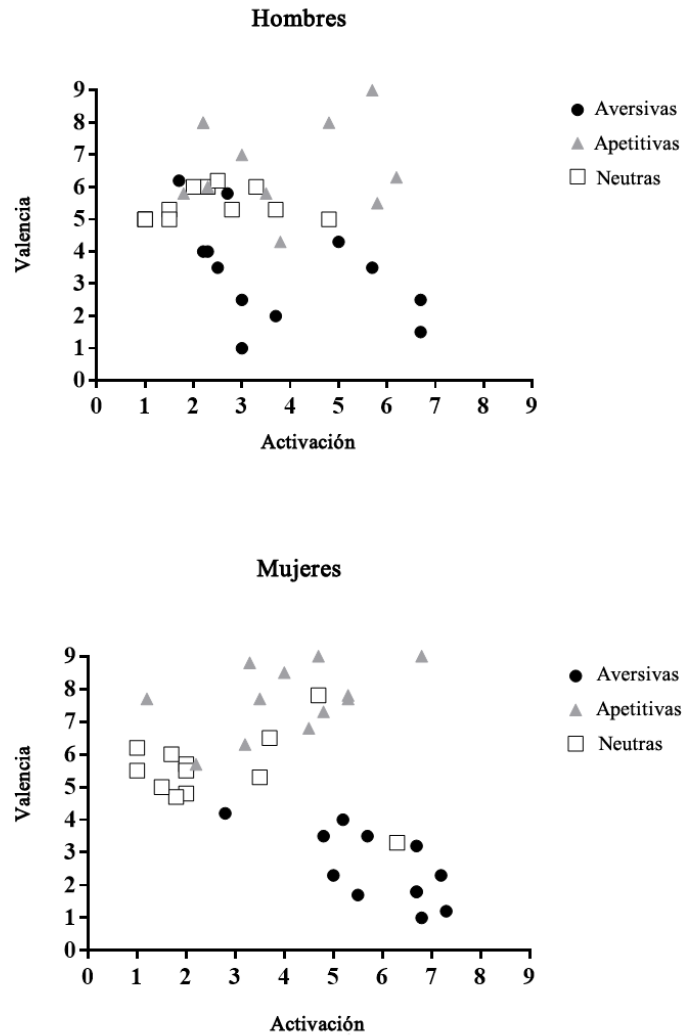 Hombres
9
8
7
6
5
4
3
2
1
0
Valencia
0 1 2 3 4 5 6 7 8 9
Activación
Aversivas
Apetitivas
Neutras
Mujeres
9
8
7
6
5
4
3
2
1
0
Valencia
0 1 2 3 4 5 6 7 8 9
Activación
Aversivas
Apetitivas
Neutras